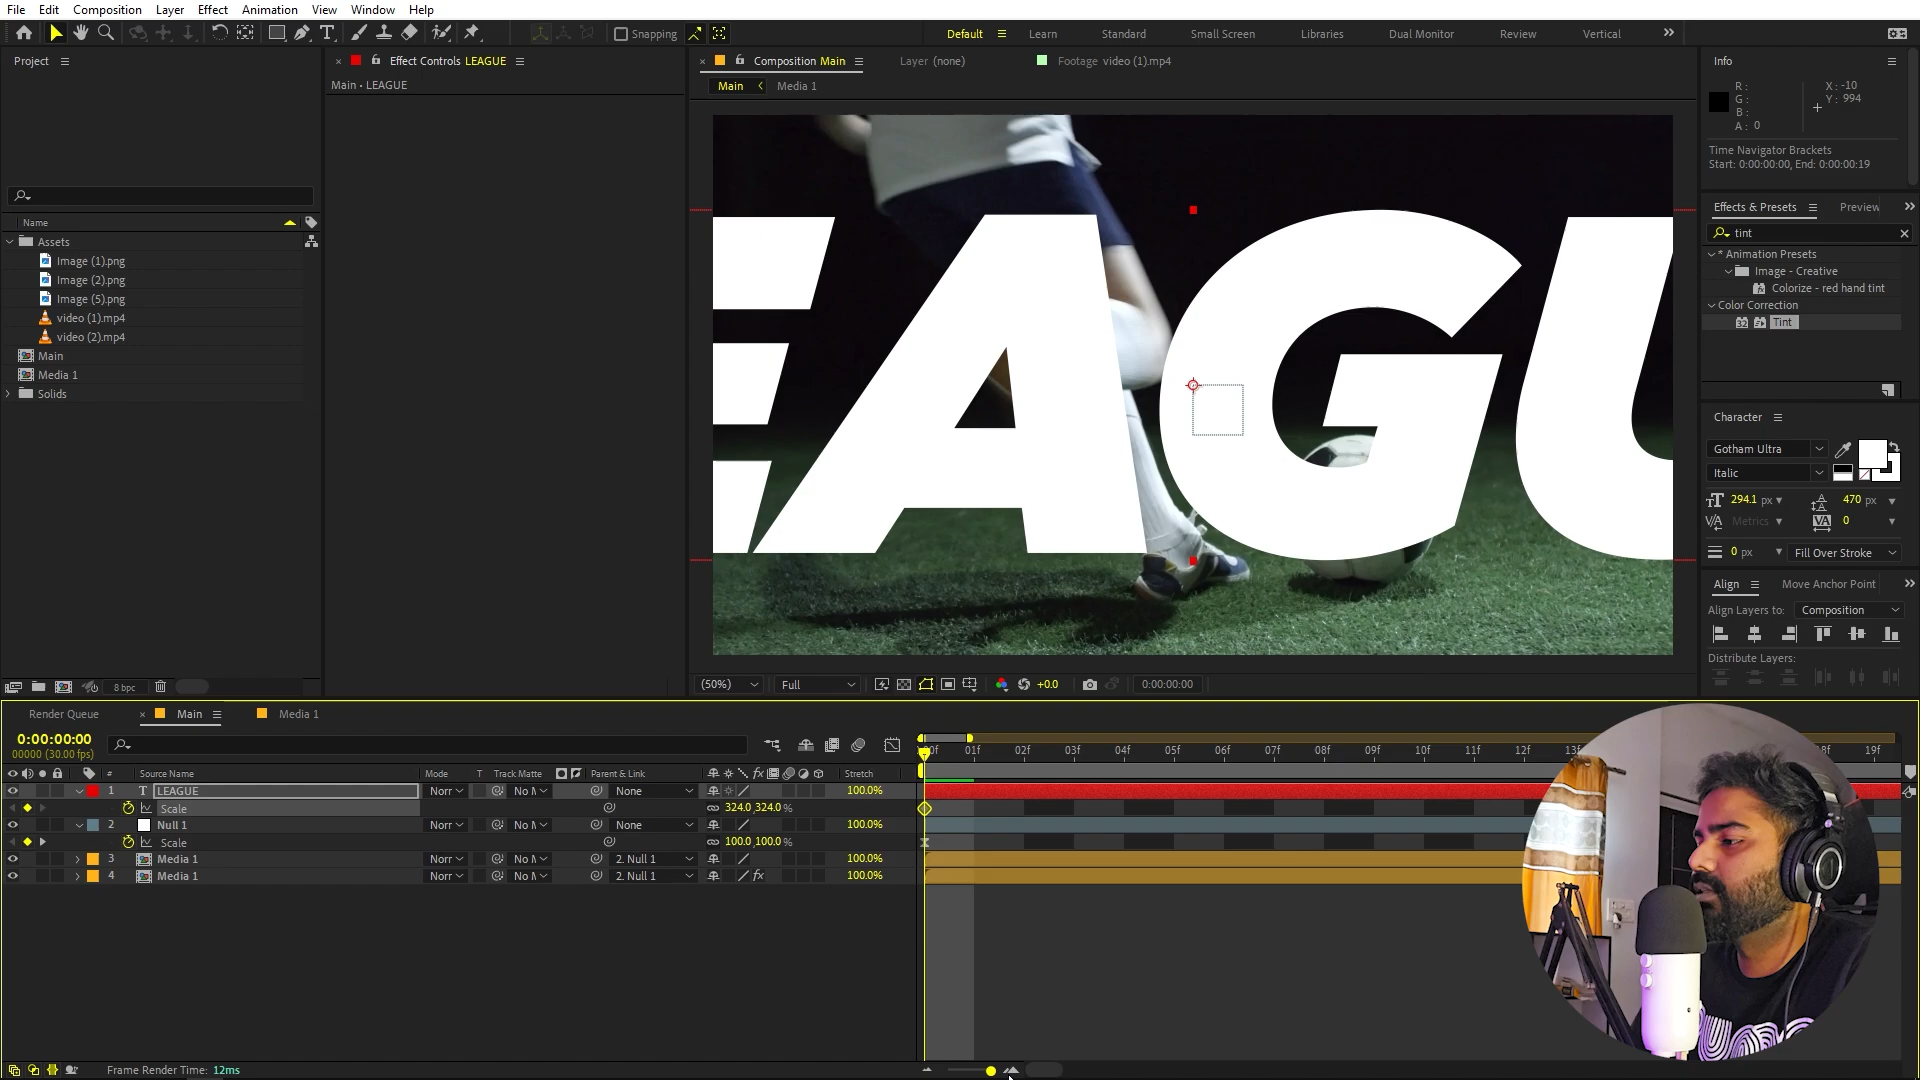 File Edit Composition Layer Effect Animation View Window Help
Snapping Default Learn Standard Small Screen Libraries Dual Monitor Review Vertical
Project Effect Controls LEAGUE Composition Main Layer (none) Footage video (1).mp4 Info
Main • LEAGUE
Main Media 1
R :
G :
B :
A : 0
X : -10
Y : 994
Time Navigator Brackets
Start: 0:00:00:00, End: 0:00:00:19
Effects & Presets Preview
tint
* Animation Presets
Image - Creative
Colorize - red hand tint
Color Correction
32 Tint
Name
Assets
Image (1).png
Image (2).png
Image (5).png
video (1).mp4
video (2).mp4
Main
Media 1
Solids
EAGU
Character
Gotham Ultra
Italic
294.1 px 470 px
Metrics 0
0 px Fill Over Stroke
Align Move Anchor Point
Align Layers to: Composition
Distribute Layers:
8 bpc
(50%) Full +0.0 0:00:00:00
Render Queue Main Media 1
0:00:00:00
00000 (30.00 fps)
01f 02f 03f 04f 05f 06f 07f 08f 09f 10f 11f 12f 19f
# Source Name Mode T Track Matte Parent & Link fx Stretch
1 T LEAGUE None 100.0%
Scale 324.0,324.0 %
2 Null 1 None 100.0%
Scale 100.0,100.0 %
3 Media 1 2. Null 1 100.0%
4 Media 1 2. Null 1 fx 100.0%
Frame Render Time: 12ms